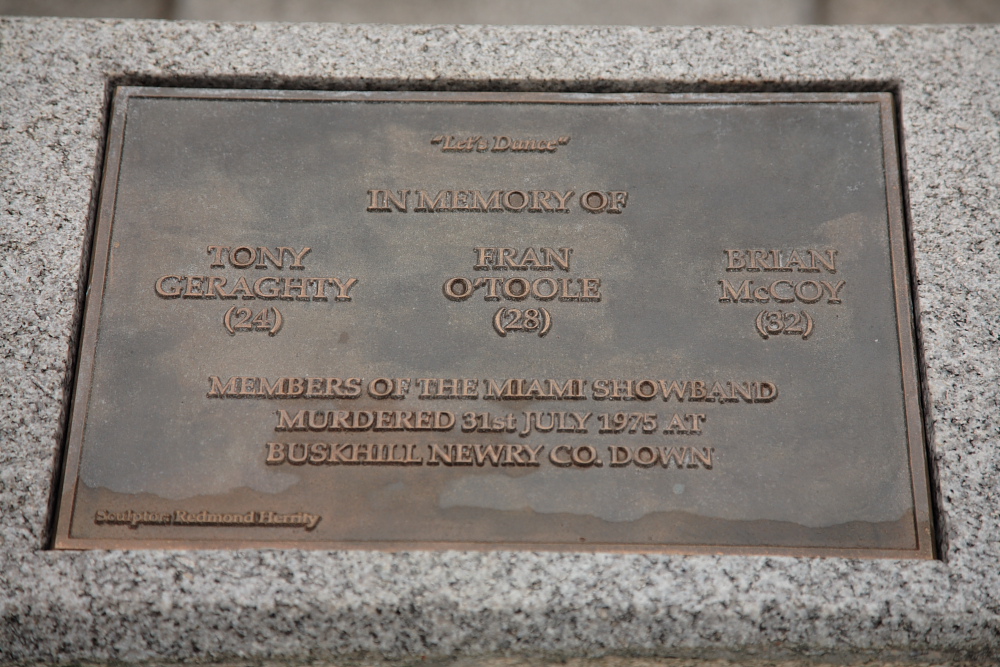 "Let's Dance"
IN MEMORY OF
TONY GERAGHTY (24)
FRAN O'TOOLE (28)
BRIAN McCOY (32)
MEMBERS OF THE MIAMI SHOWBAND
MURDERED 31st JULY 1975 AT
BUSKHILL NEWRY CO. DOWN
Sculptor: Redmond Herrity